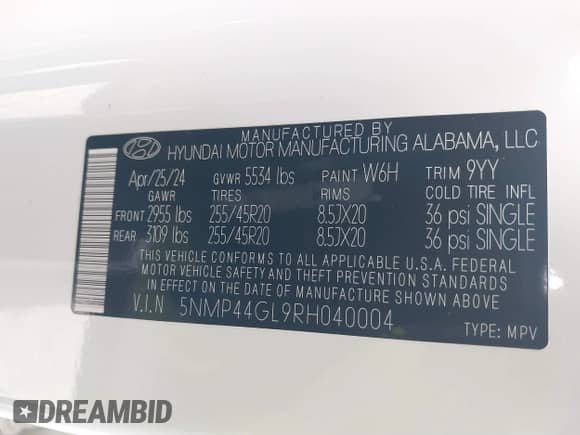 MANUFACTURED BY
HYUNDAI MOTOR MANUFACTURING ALABAMA, LLC
Apr/25/24 GVWR 5534 lbs PAINT W6H TRIM 9YY
GAWR TIRES RIMS COLD TIRE INFL
FRONT 2955 lbs 255/45R20 8.5JX20 36 psi SINGLE
REAR 3109 lbs 255/45R20 8.5JX20 36 psi SINGLE
THIS VEHICLE CONFORMS TO ALL APPLICABLE U.S.A. FEDERAL
MOTOR VEHICLE SAFETY AND THEFT PREVENTION STANDARDS
IN EFFECT ON THE DATE OF MANUFACTURE SHOWN ABOVE
V.I.N 5NMP44GL9RH040004
TYPE: MPV
DREAMBID